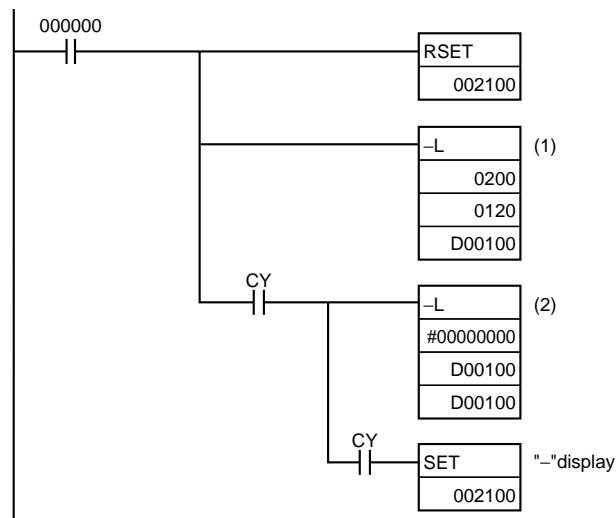 000000
RSET
002100
–L (1)
0200
0120
D00100
CY
–L (2)
#00000000
D00100
D00100
CY
SET "–"display
002100